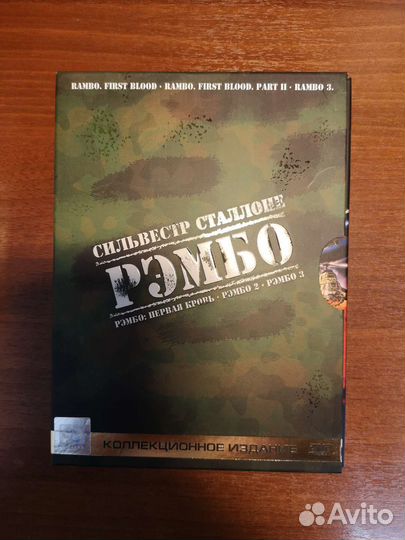 RAMBO. FIRST BLOOD · RAMBO. FIRST BLOOD. PART II · RAMBO 3.
СИЛЬВЕСТР СТАЛЛОНЕ
РЭМБО
РЭМБО: ПЕРВАЯ КРОВЬ · РЭМБО 2 · РЭМБО 3
КОЛЛЕКЦИОННОЕ ИЗДАНИЕ
Avito